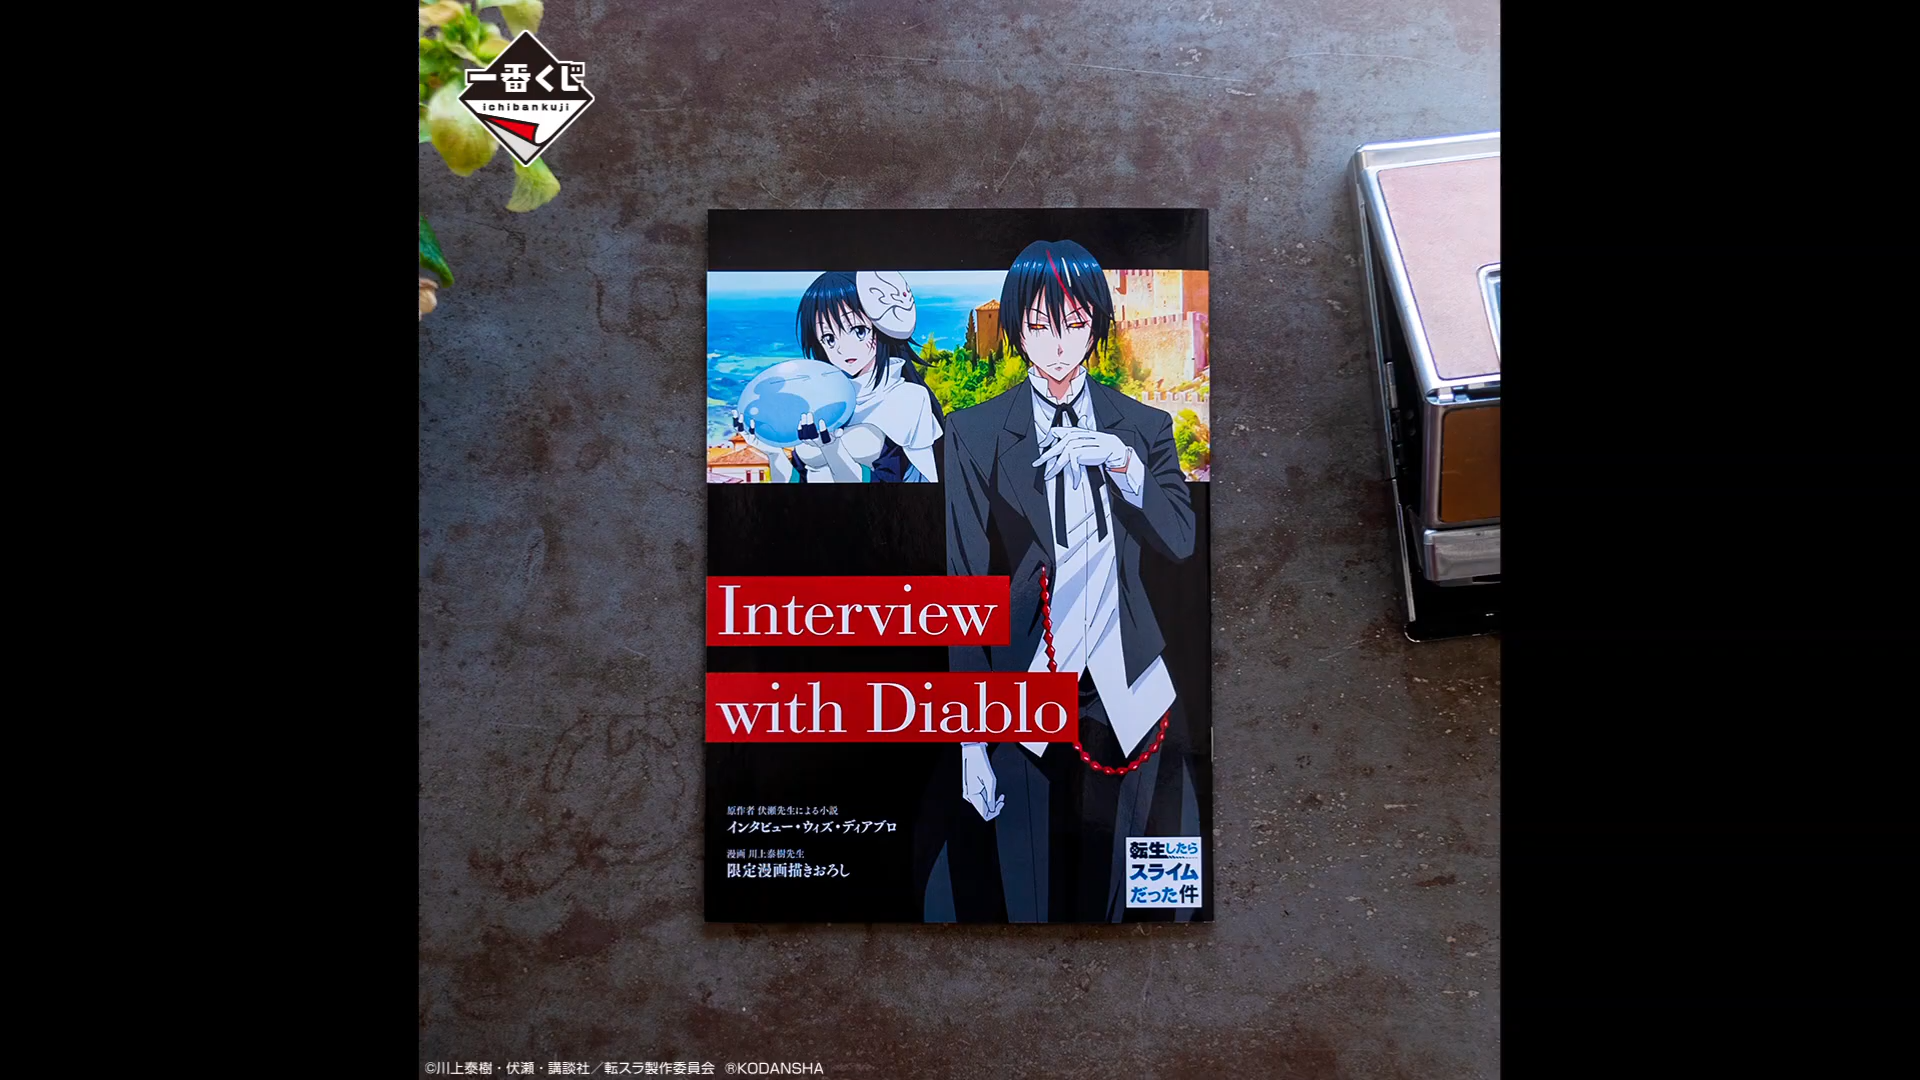 一番くじ
ichibankuji
Interview
with Diablo
原作者 伏瀬先生による小説
インタビュー・ウィズ・ディアブロ
漫画 川上泰樹先生
限定漫画描きおろし
転生したら
スライム
だった件
©川上泰樹・伏瀬・講談社／転スラ製作委員会 ®KODANSHA